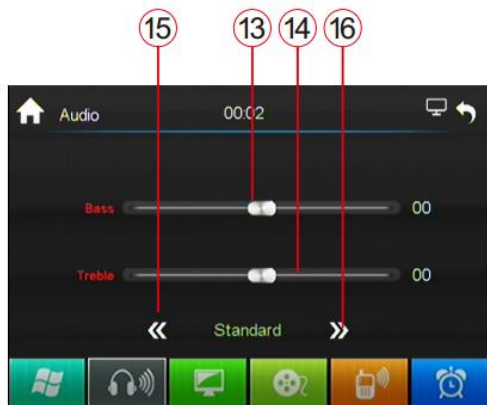 15 13 14 16
Audio 00:02
Bass 00
Treble 00
« Standard »